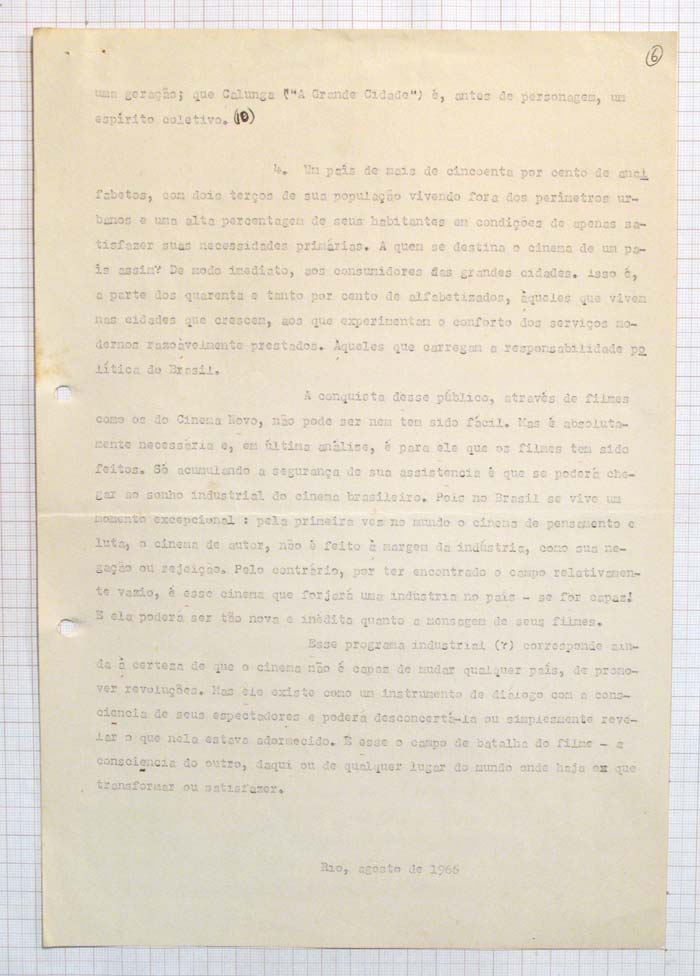 6
uma geração; que Calunga ("A Grande Cidade") é, antes de personagem, um
espírito coletivo.(10)
4. Um país de mais de cincoenta por cento de anal
fabetos, com dois terços de sua população vivendo fora dos perímetros ur-
banos e uma alta percentagem de seus habitantes em condições de apenas sa-
tisfazer suas necessidades primárias. A quem se destina o cinema de um pa-
ís assim? De modo imediato, aos consumidores das grandes cidades. Isso é,
a parte dos quarenta e tanto por cento de alfabetizados, àqueles que vivem
nas cidades que crescem, aos que experimentam o conforto dos serviços mo-
dernos razoàvelmente prestados. Àqueles que carregam a responsabilidade po
lítica do Brasil.
A conquista desse público, através de filmes
como os do Cinema Novo, não pode ser nem tem sido fácil. Mas é absoluta-
mente necessária e, em última análise, é para ele que os filmes tem sido
feitos. Só acumulando a segurança de sua assistencia é que se poderá che-
gar ao sonho industrial do cinema brasileiro. Pois no Brasil se vive um
momento excepcional : pela primeira vez no mundo o cinema de pensamento e
luta, o cinema de autor, não é feito à margem da indústria, como sua ne-
gação ou rejeição. Pelo contrário, por ter encontrado o campo relativamen-
te vazio, é esse cinema que forjará uma indústria no país - se fôr capaz!
E ela poderá ser tão nova e inédita quanto a mensagem de seus filmes.
Esse programa industrial (?) corresponde ain-
da à certeza de que o cinema não é capaz de mudar qualquer país, de promo-
ver revoluções. Mas ele existe como um instrumento de diálogo com a cons-
ciencia de seus espectadores e poderá desconcertá-la ou simplesmente reve-
lar o que nela estava adormecido. É esse o campo de batalha do filme - a
consciencia do outro, daqui ou de qualquer lugar do mundo onde haja ox que
transformar ou satisfazer.
Rio, agosto de 1966